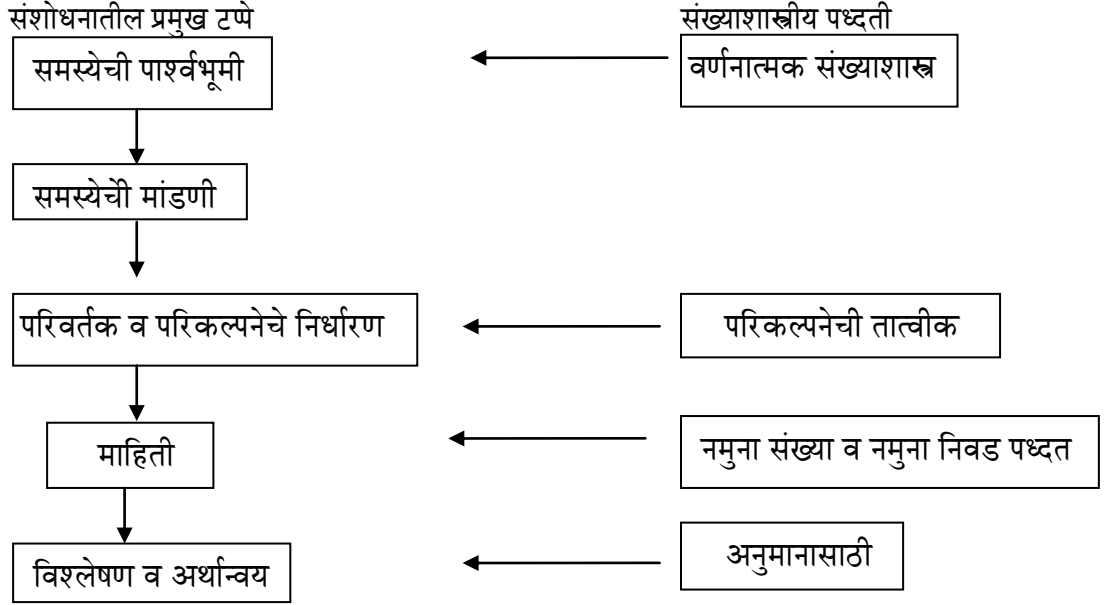 संशोधनातील प्रमुख टप्पे
संख्याशास्त्रीय पध्दती
समस्येची पार्श्वभूमी
वर्णनात्मक संख्याशास्त्र
समस्येचीे मांडणी
परिवर्तक व परिकल्पनेचे निर्धारण
परिकल्पनेची तात्वीक
माहिती
नमुना संख्या व नमुना निवड पध्दत
विश्लेषण व अर्थान्वय
अनुमानासाठी